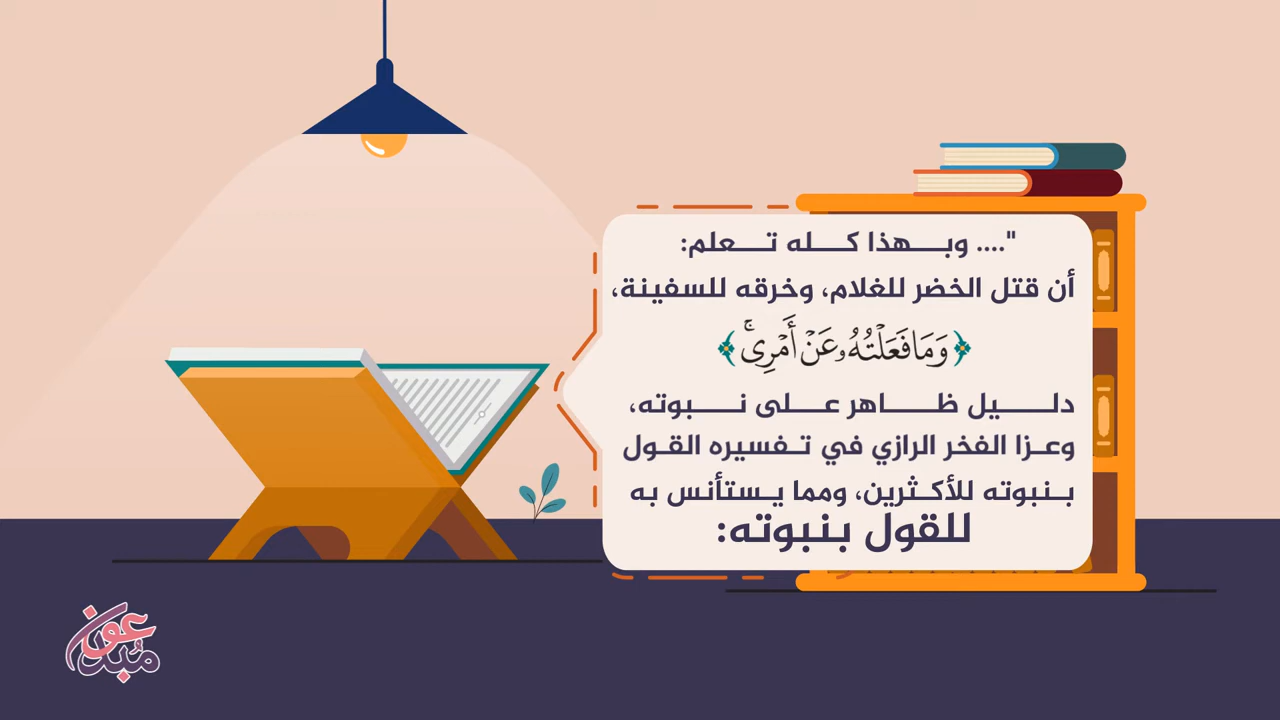 ".... وبهذا كله تعلم:
أن قتل الخضر للغلام، وخرقه للسفينة،
﴿وَمَا فَعَلْتُهُۥ عَنْ أَمْرِىۚ﴾
دليل ظاهر على نبوته،
وعزا الفخر الرازي في تفسيره القول
بنبوته للأكثرين، ومما يستأنس به
للقول بنبوته:
مُبدعون